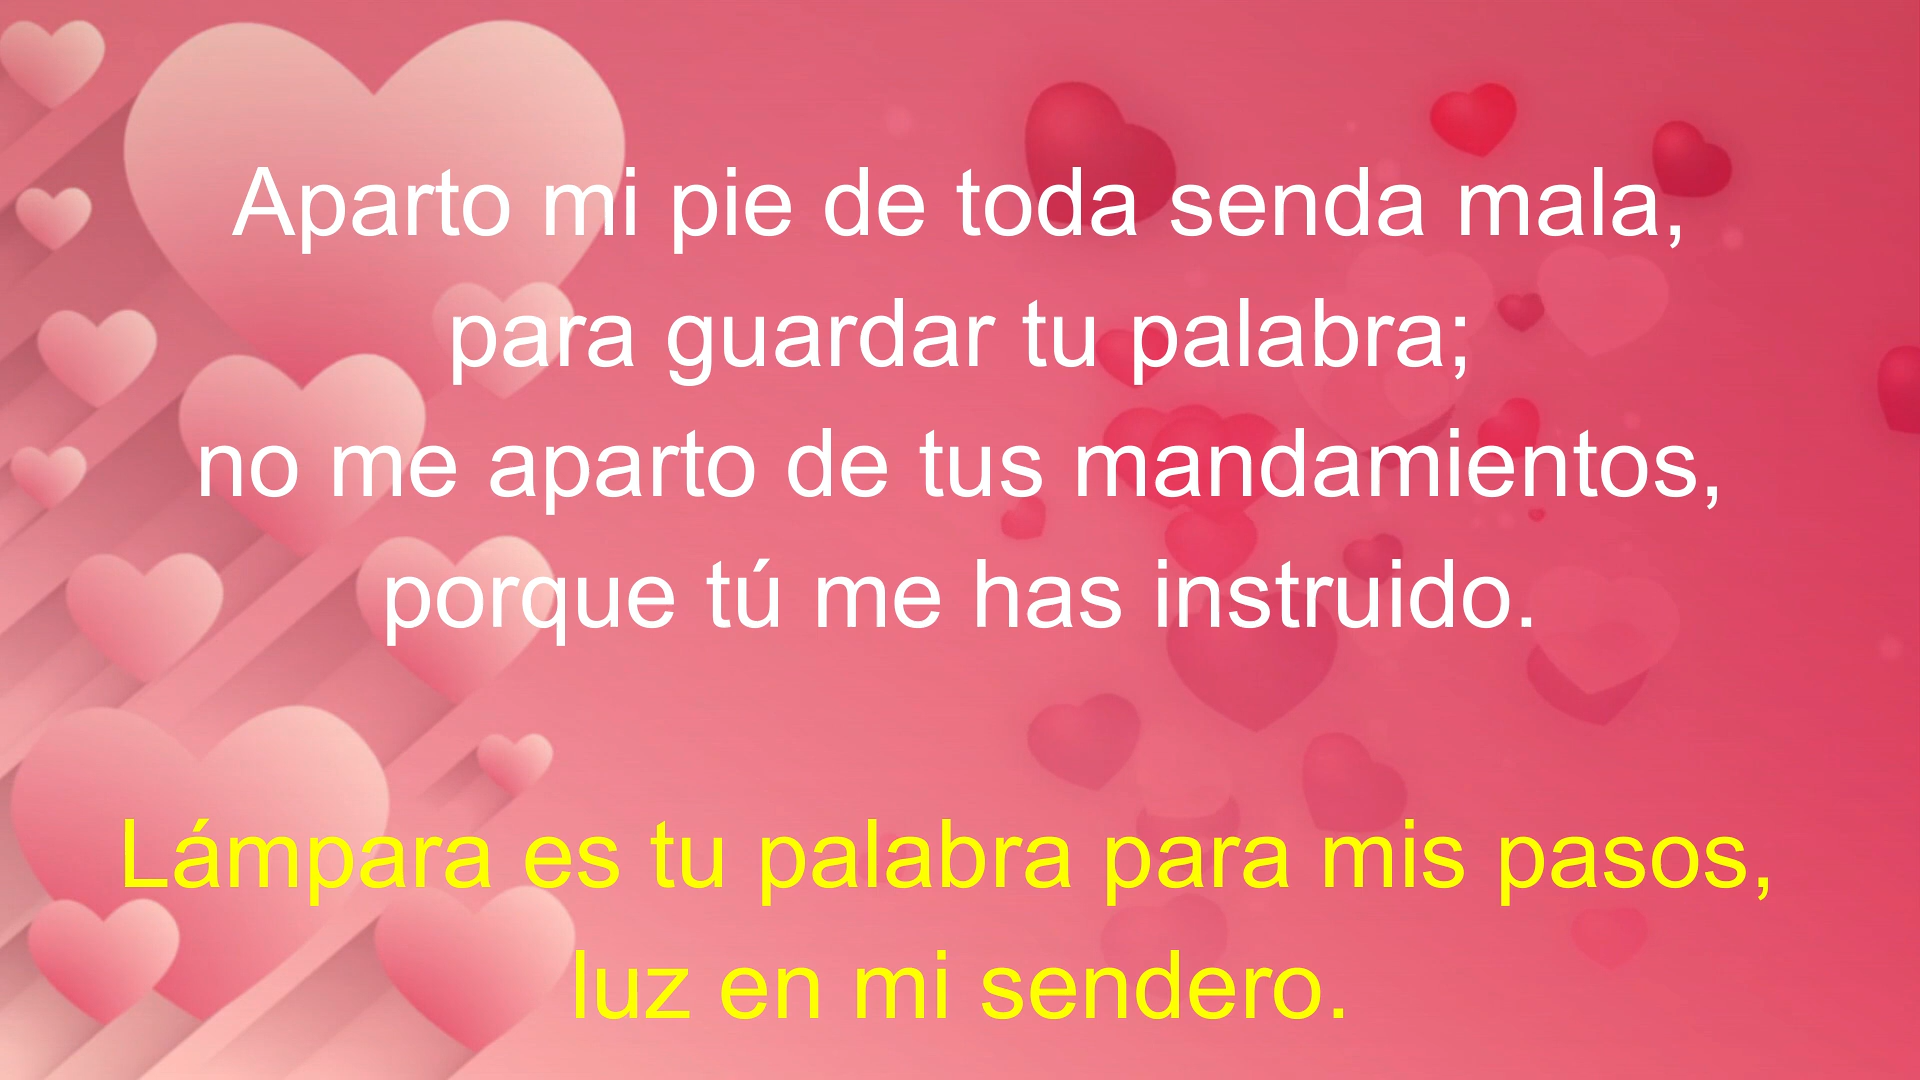 Aparto mi pie de toda senda mala,
para guardar tu palabra;
no me aparto de tus mandamientos,
porque tú me has instruido.
Lámpara es tu palabra para mis pasos,
luz en mi sendero.